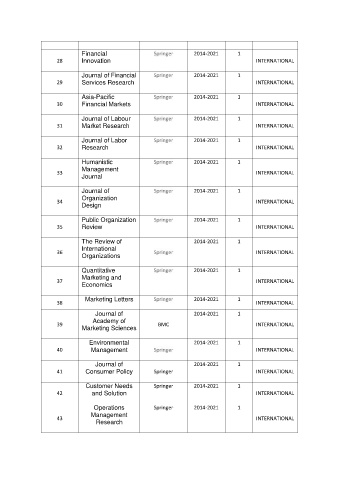 Financial Springer 2014-2021 1
Innovation
28 INTERNATIONAL
Journal of Financial Springer 2014-2021 1
Services Research
29 INTERNATIONAL
Asia-Pacific Springer 2014-2021 1
Financial Markets
30 INTERNATIONAL
Journal of Labour Springer 2014-2021 1
Market Research
31 INTERNATIONAL
Journal of Labor Springer 2014-2021 1
Research
32 INTERNATIONAL
Humanistic Springer 2014-2021 1
Management
33 INTERNATIONAL
Journal
Journal of Springer 2014-2021 1
Organization
34 INTERNATIONAL
Design
Public Organization Springer 2014-2021 1
Review
35 INTERNATIONAL
The Review of 2014-2021 1
International
36 Springer INTERNATIONAL
Organizations
Quantitative Springer 2014-2021 1
Marketing and
37 INTERNATIONAL
Economics
Marketing Letters Springer 2014-2021 1
38 INTERNATIONAL
Journal of 2014-2021 1
Academy of
39 BMC INTERNATIONAL
Marketing Sciences
Environmental 2014-2021 1
Management
40 Springer INTERNATIONAL
Journal of 2014-2021 1
41 Consumer Policy Springer INTERNATIONAL
Customer Needs Springer 2014-2021 1
42 and Solution INTERNATIONAL
Operations Springer 2014-2021 1
Management
43 INTERNATIONAL
Research